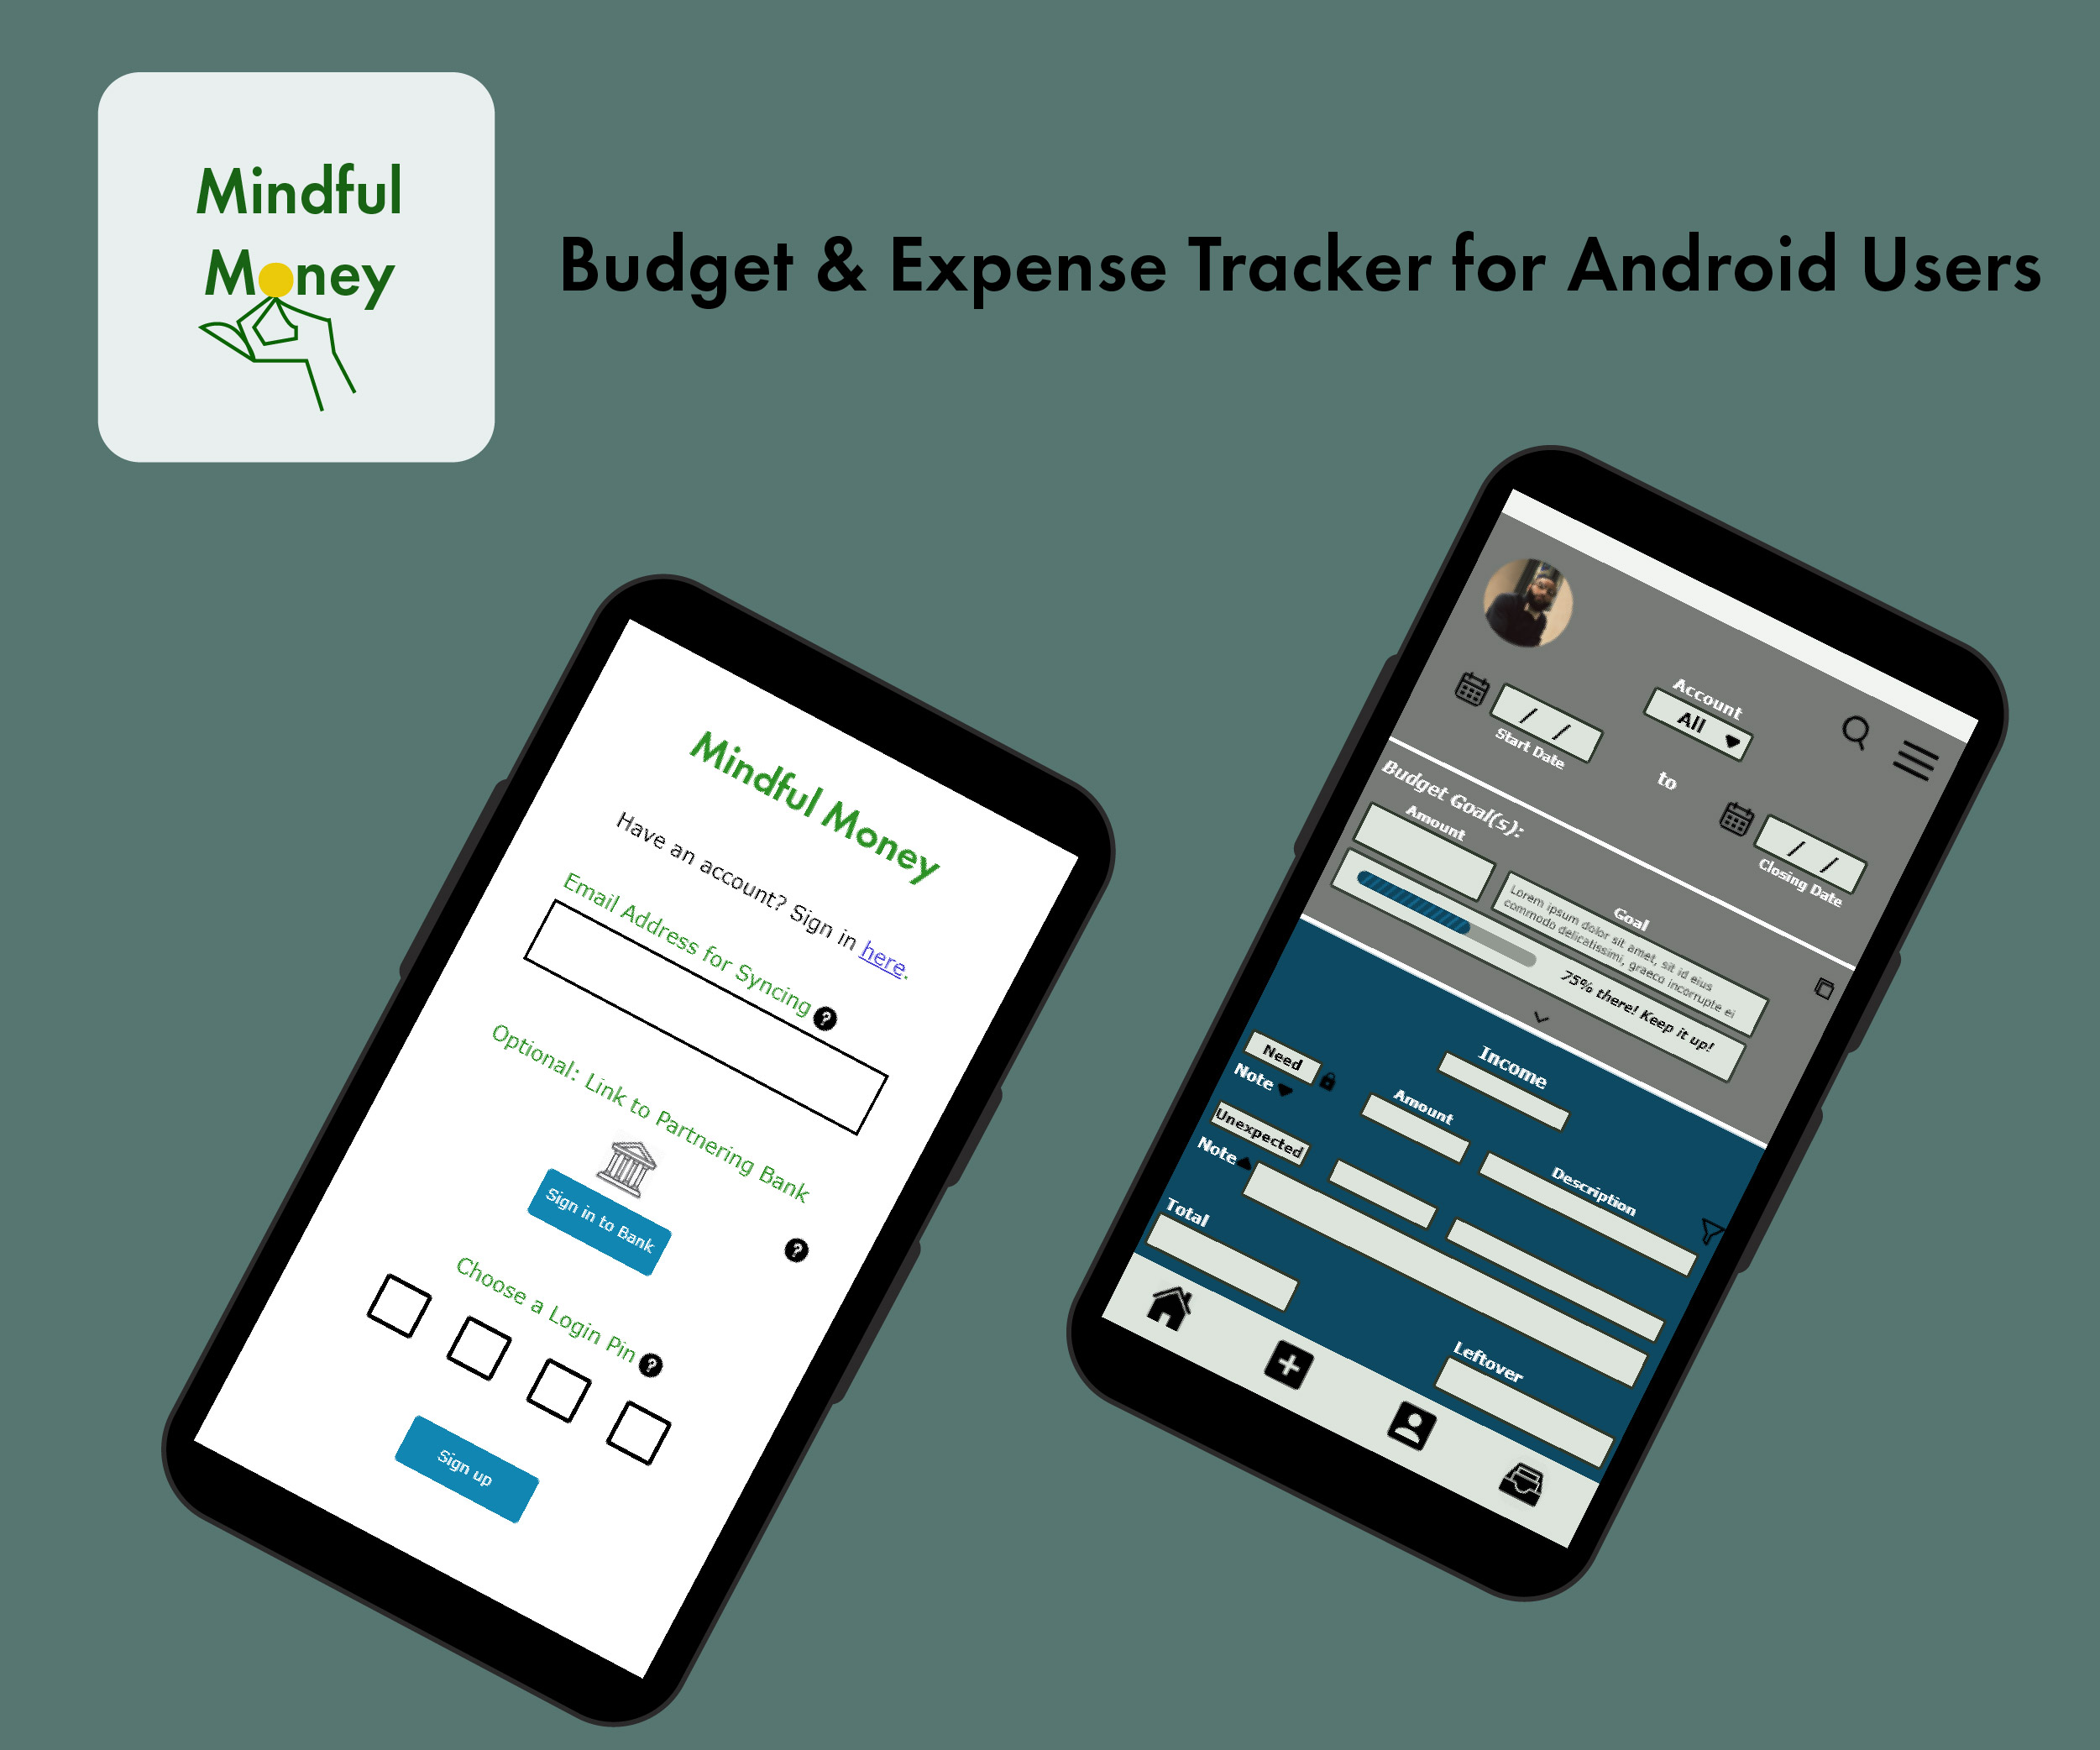 Mindful
Money
Budget & Expense Tracker for Android Users
Mindful Money
Have an account? Sign in here.
Email Address for Syncing ?
Optional: Link to Partnering Bank
Sign in to Bank
?
Choose a Login Pin ?
Sign up
Account
All
/ /
Start Date
to
/ /
Closing Date
Budget Goal(s):
Amount
Goal
Lorem ipsum dolor sit amet, sit id eius
commodo delicatissimi, graeco incorrupte ei
75% there! Keep it up!
Income
Need
Note
Amount
Description
Unexpected
Note
Total
Leftover